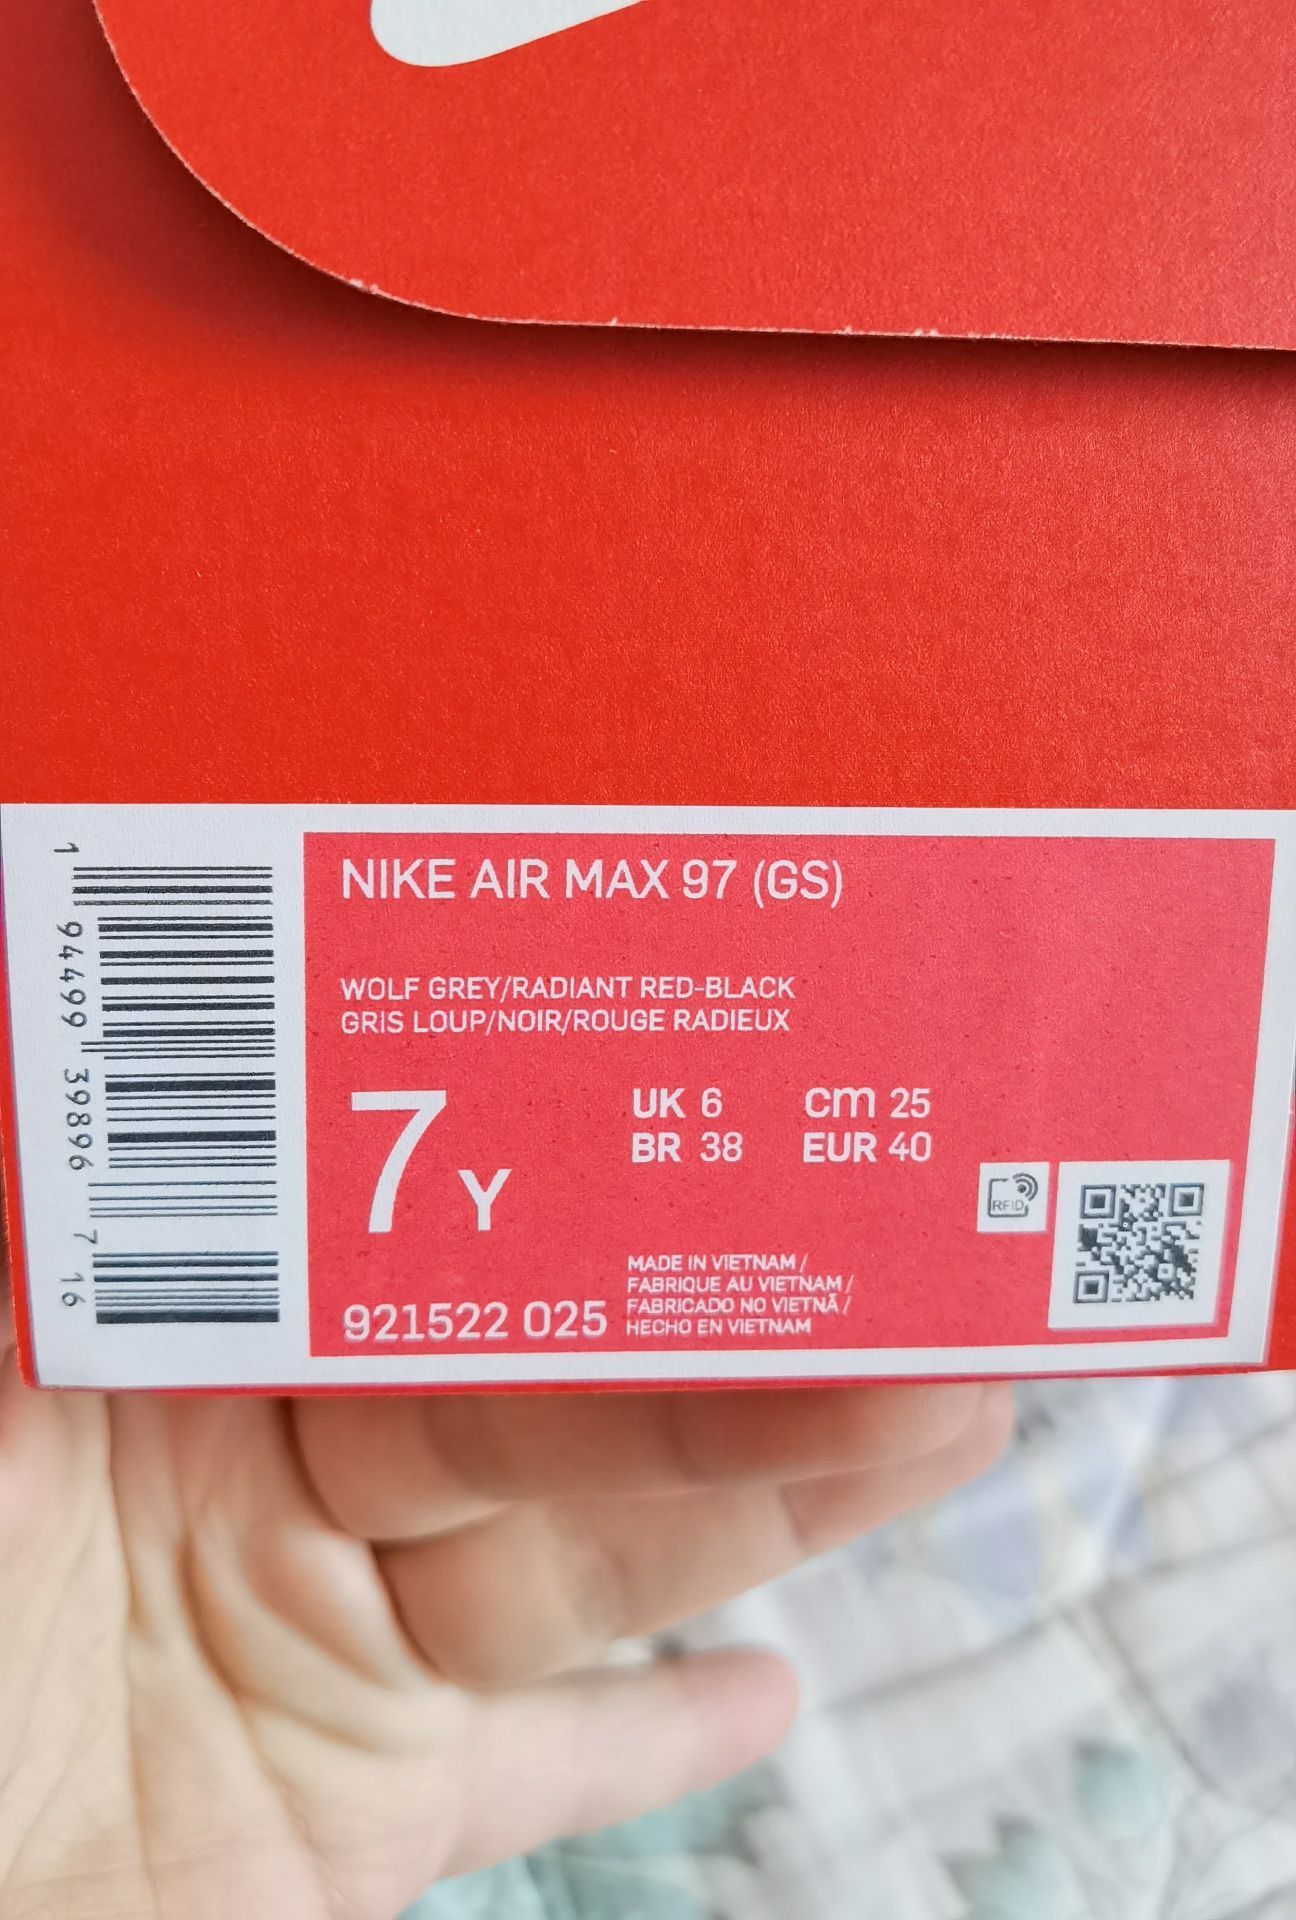 NIKE AIR MAX 97 (GS)
WOLF GREY/RADIANT RED-BLACK
GRIS LOUP/NOIR/ROUGE RADIEUX
7 Y
UK 6 cm 25
BR 38 EUR 40
RFID
MADE IN VIETNAM /
FABRIQUE AU VIETNAM /
FABRICADO NO VIETNÃ /
HECHO EN VIETNAM
921522 025
1 94499 39896 7 16